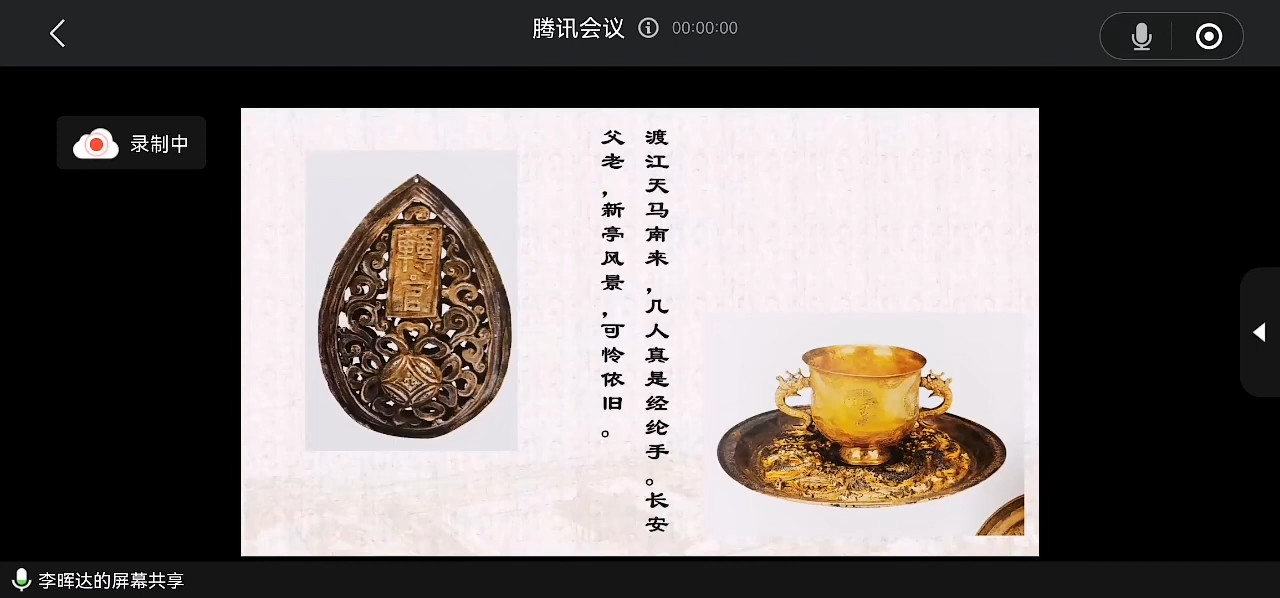 腾讯会议
00:00:00
录制中
渡江天马南来,几人真是经纶手。长安
父老,新亭风景,可怜依旧。
轉官
李晖达的屏幕共享